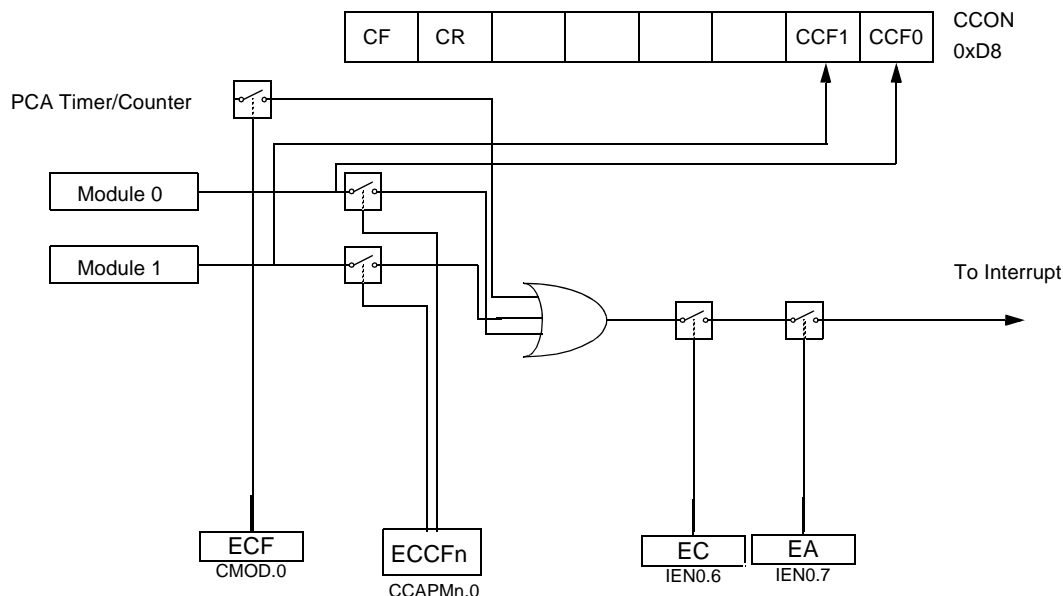 CF CR CCF1 CCF0 CCON
0xD8
PCA Timer/Counter
Module 0
Module 1
To Interrupt
ECF
CMOD.0
ECCFn
CCAPMn.0
EC
IEN0.6
EA
IEN0.7